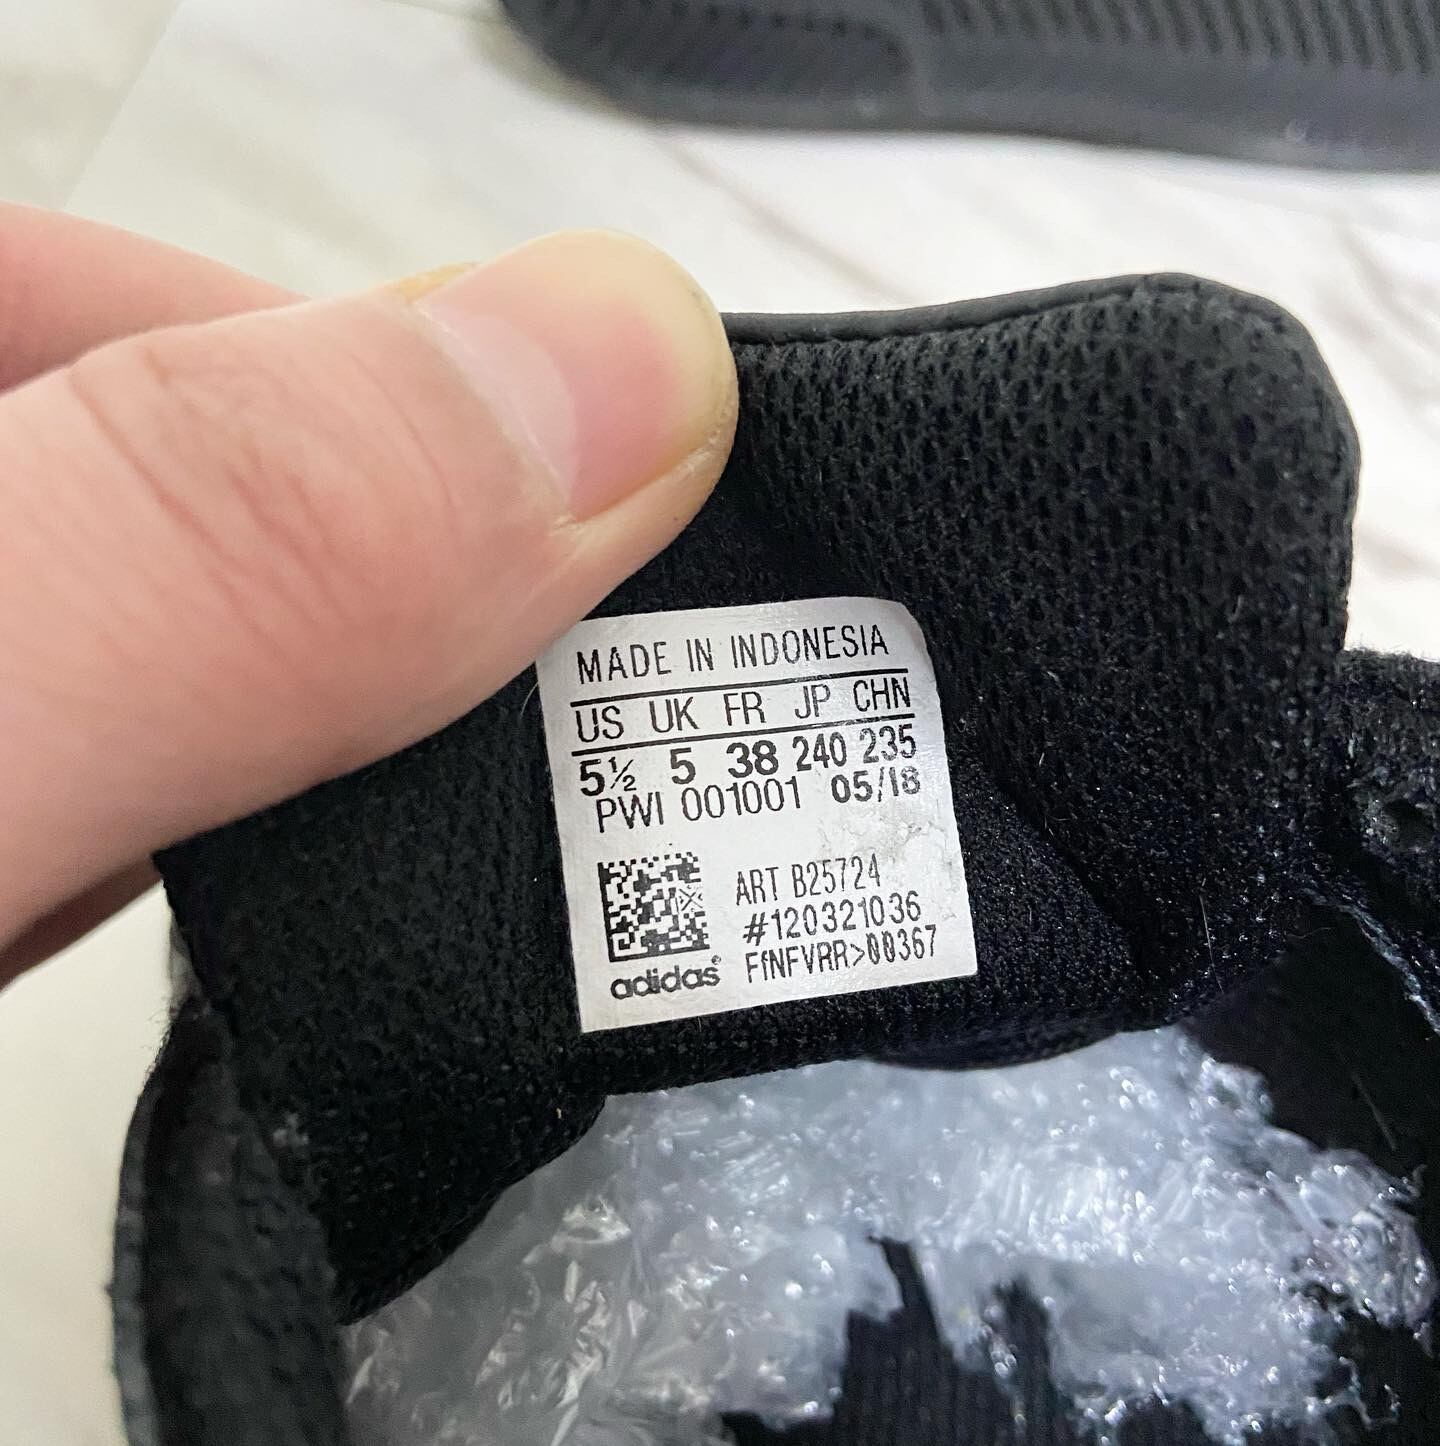 MADE IN INDONESIA
US UK FR JP CHN
5½ 5 38 240 235
PWI 001001 05/18
ART B25724
#120321036
FfNFVRR>00367
adidas®